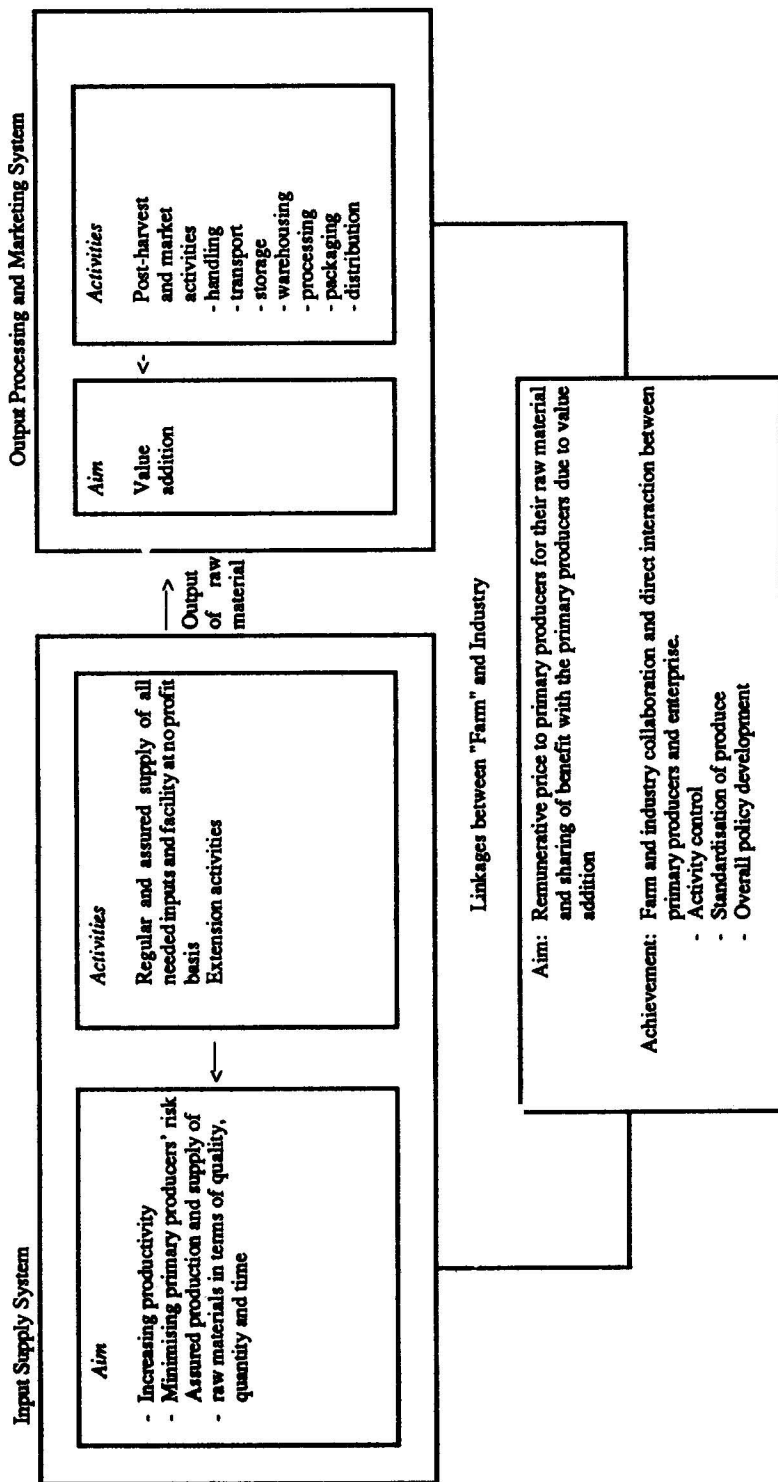 Input Supply System
Aim
- Increasing productivity
- Minimising primary producers' risk
Assured production and supply of
- raw materials in terms of quality,
quantity and time
<—
Activities
Regular and assured supply of all
needed inputs and facility at no profit
basis
Extension activities
—>
Output
of raw
material
Output Processing and Marketing System
Aim
Value
addition
<-
Activities
Post-harvest
and market
activities
- handling
- transport
- storage
- warehousing
- processing
- packaging
- distribution
Linkages between "Farm" and Industry
Aim: Remunerative price to primary producers for their raw material
and sharing of benefit with the primary producers due to value
addition
Achievement: Farm and industry collaboration and direct interaction between
primary producers and enterprise.
- Activity control
- Standardisation of produce
- Overall policy development